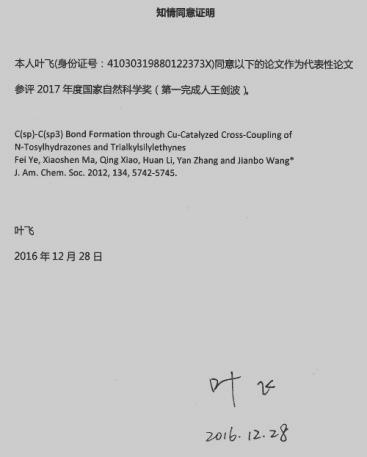 知情同意证明
本人叶飞(身份证号：41030319880122373X)同意以下的论文作为代表性论文
参评 2017 年度国家自然科学奖（第一完成人王剑波）。
C(sp)-C(sp3) Bond Formation through Cu-Catalyzed Cross-Coupling of
N-Tosylhydrazones and Trialkylsilylethynes
Fei Ye, Xiaoshen Ma, Qing Xiao, Huan Li, Yan Zhang and Jianbo Wang*
J. Am. Chem. Soc. 2012, 134, 5742-5745.
叶飞
2016 年 12 月 28 日
叶飞
2016.12.28